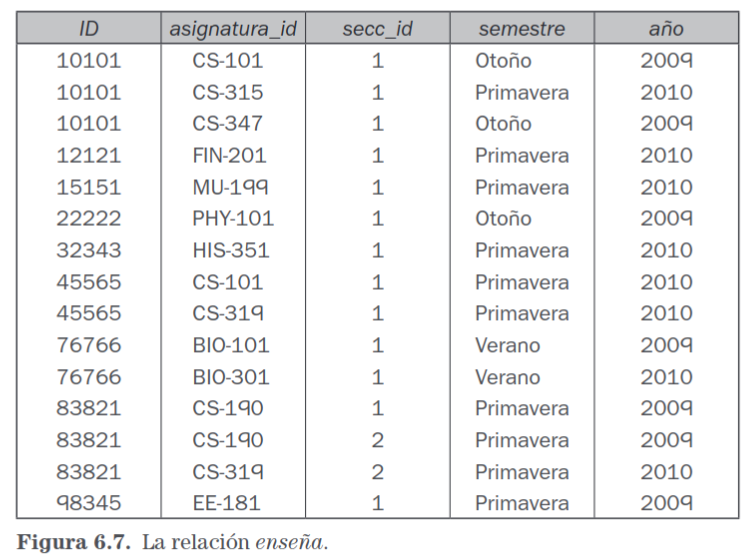 ID asignatura_id secc_id semestre año
10101 CS-101 1 Otoño 2009
10101 CS-315 1 Primavera 2010
10101 CS-347 1 Otoño 2009
12121 FIN-201 1 Primavera 2010
15151 MU-199 1 Primavera 2010
22222 PHY-101 1 Otoño 2009
32343 HIS-351 1 Primavera 2010
45565 CS-101 1 Primavera 2010
45565 CS-319 1 Primavera 2010
76766 BIO-101 1 Verano 2009
76766 BIO-301 1 Verano 2010
83821 CS-190 1 Primavera 2009
83821 CS-190 2 Primavera 2009
83821 CS-319 2 Primavera 2010
98345 EE-181 1 Primavera 2009
Figura 6.7. La relación enseña.